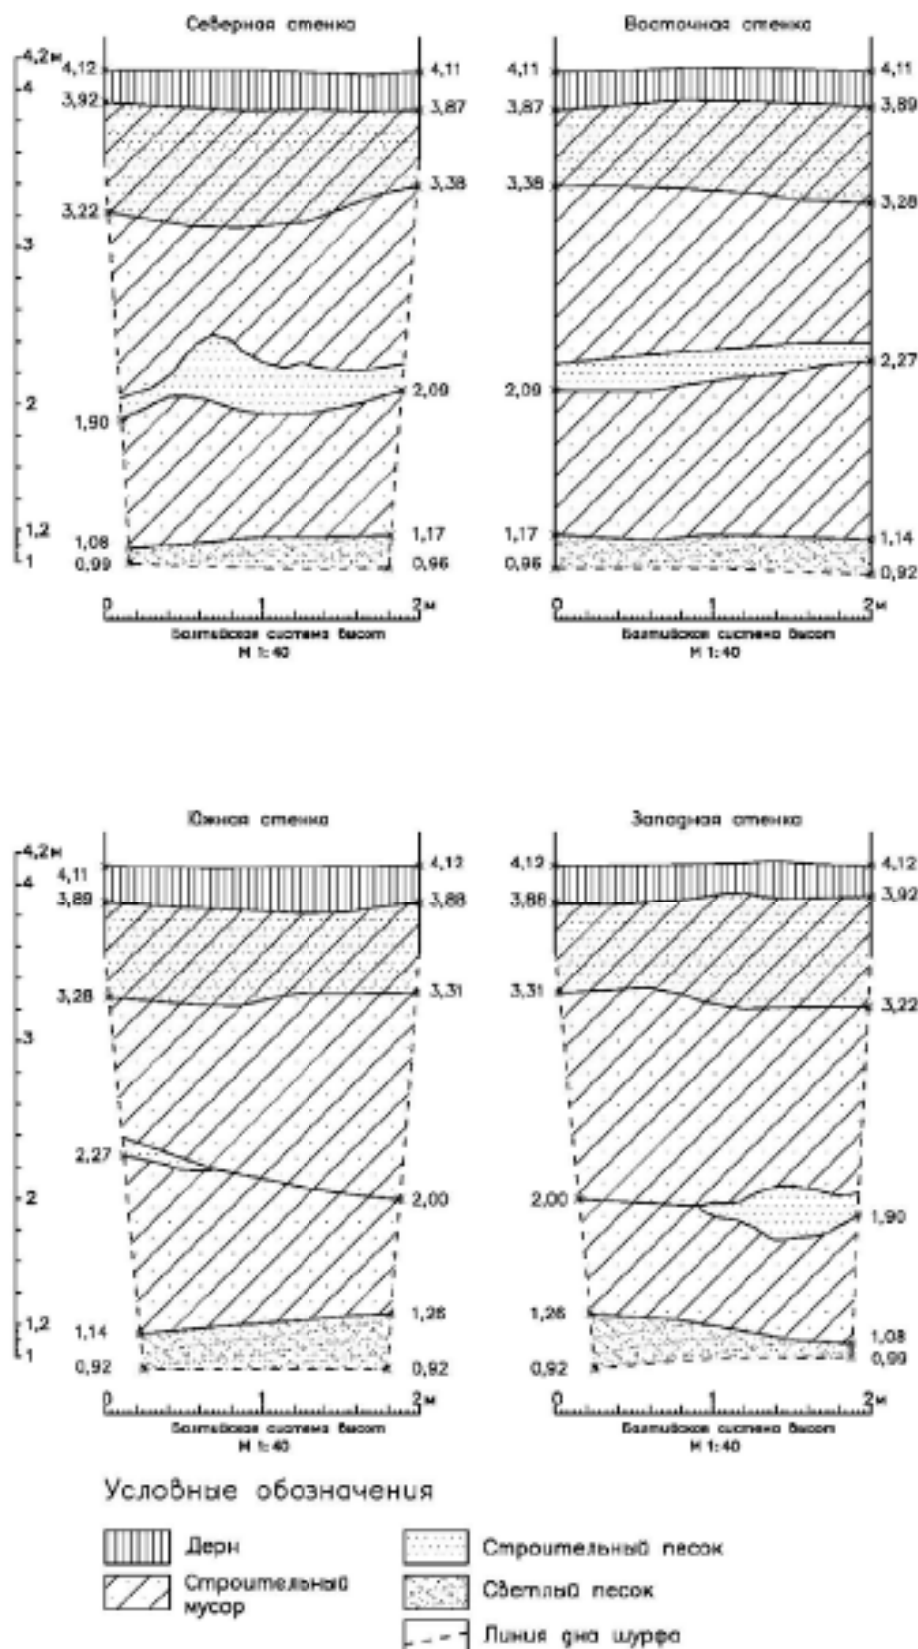 Северная стенка
4,2м
4
3
2
1,2
1
4,12
3,92
3,22
1,90
1,08
0,99
4,11
3,87
3,38
2,09
1,17
0,96
0 1 2м
Балтийская система высот
М 1:40
Восточная стенка
4,11
3,87
3,38
2,09
1,17
0,96
4,11
3,89
3,28
2,27
1,14
0,92
0 1 2м
Балтийская система высот
М 1:40
Южная стенка
4,2м
4
3
2
1,2
1
4,11
3,89
3,28
2,27
1,14
0,92
4,12
3,88
3,31
2,00
1,26
0,92
0 1 2м
Балтийская система высот
М 1:40
Западная стенка
4,12
3,88
3,31
2,00
1,26
0,92
4,12
3,92
3,22
1,90
1,08
0,99
0 1 2м
Балтийская система высот
М 1:40
Условные обозначения
Дерн
Строительный
мусор
Строительный песок
Светлый песок
Линия дна шурфа